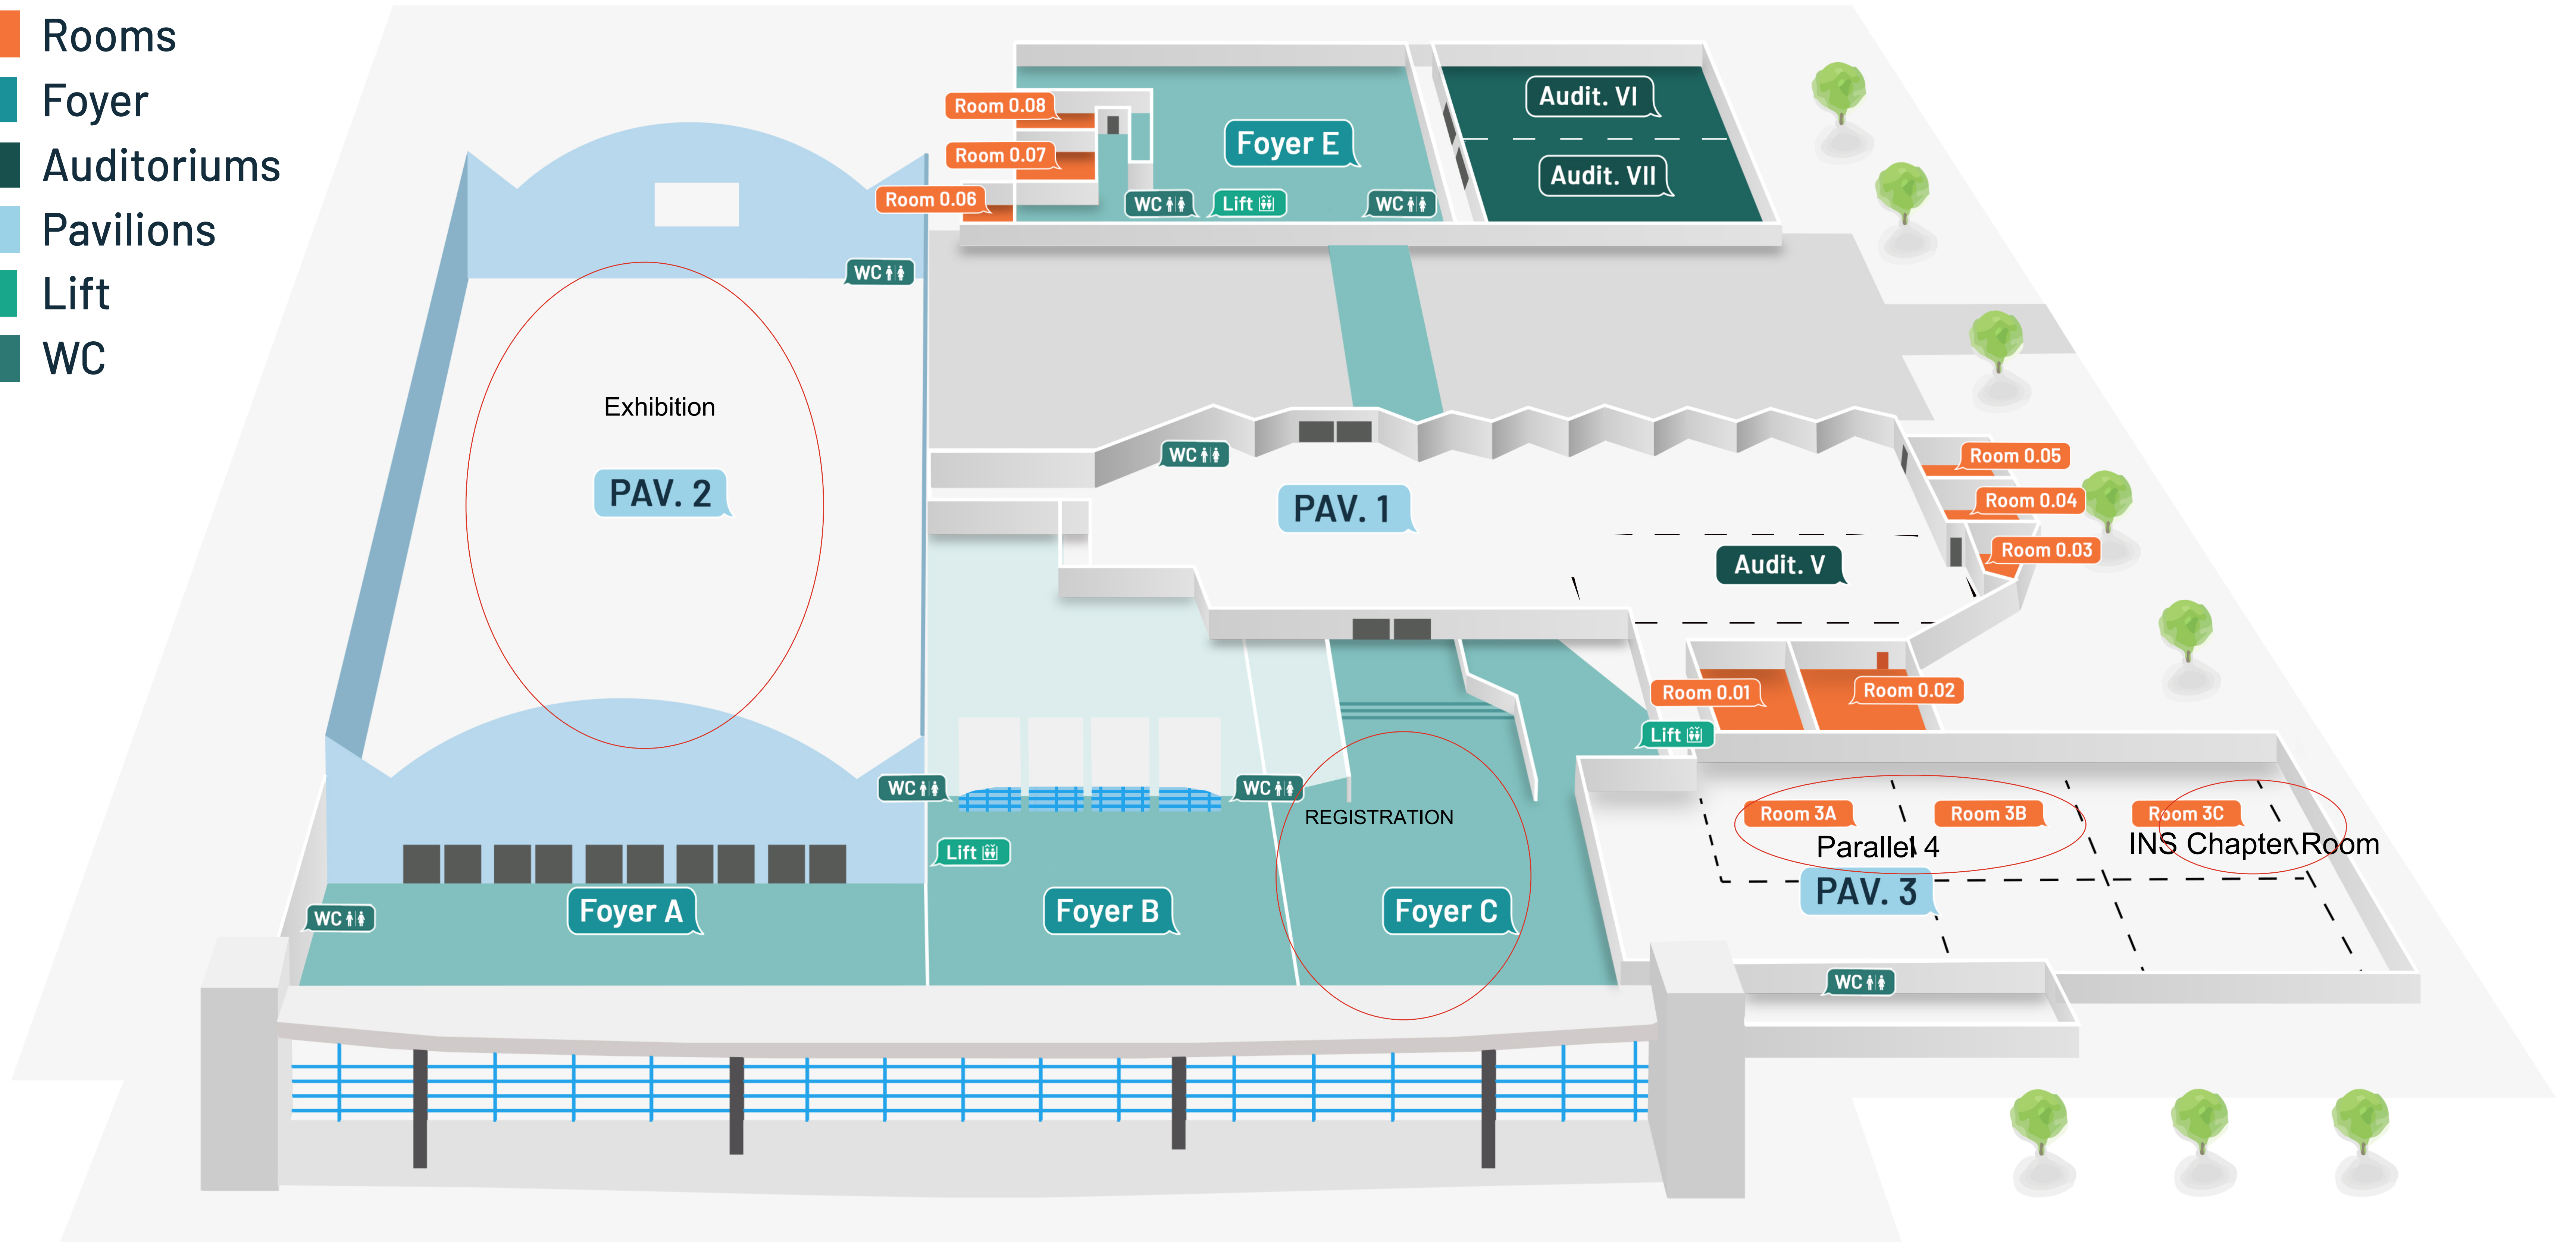 Rooms
Foyer
Auditoriums
Pavilions
Lift
WC
Room 0.08
Room 0.07
Room 0.06
Foyer E
WC
Lift
WC
Audit. VI
Audit. VII
WC
Exhibition
PAV. 2
WC
PAV. 1
Audit. V
Room 0.05
Room 0.04
Room 0.03
Room 0.01
Room 0.02
Lift
WC
WC
REGISTRATION
Lift
Room 3A
Room 3B
Room 3C
Parallel 4
INS Chapter Room
PAV. 3
WC
Foyer A
Foyer B
Foyer C
WC